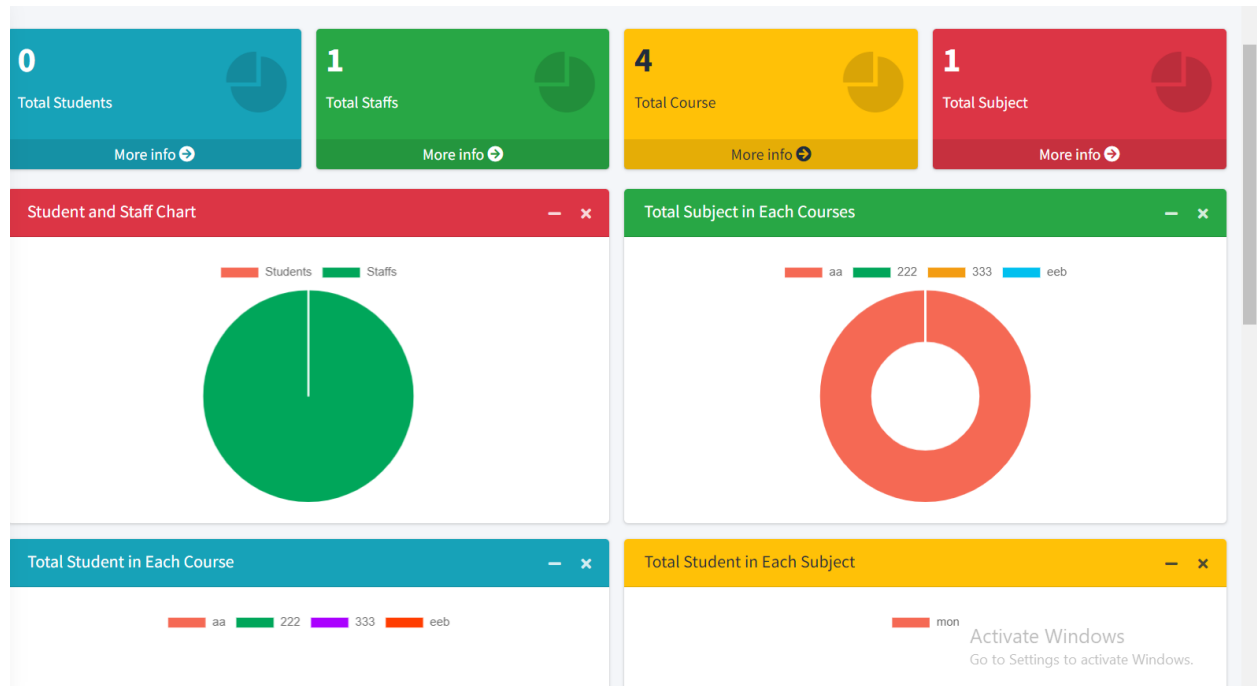 0
Total Students
More info
1
Total Staffs
More info
4
Total Course
More info
1
Total Subject
More info
Student and Staff Chart
Students Staffs
Total Subject in Each Courses
aa 222 333 eeb
Total Student in Each Course
aa 222 333 eeb
Total Student in Each Subject
mon
Activate Windows
Go to Settings to activate Windows.